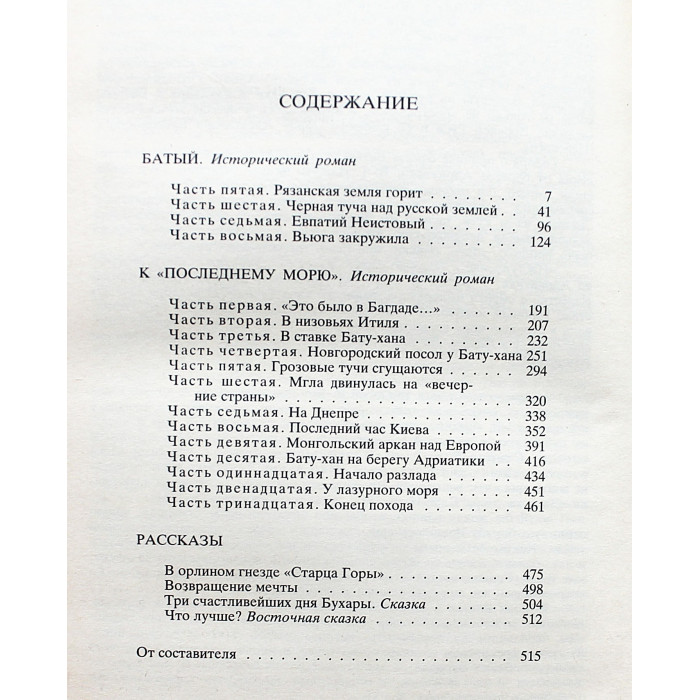 СОДЕРЖАНИЕ
БАТЫЙ. Исторический роман
Часть пятая. Рязанская земля горит . . . . . . . . 7
Часть шестая. Черная туча над русской землей . . 41
Часть седьмая. Евпатий Неистовый . . . . . . . . 96
Часть восьмая. Вьюга закружила . . . . . . . . . 124
К «ПОСЛЕДНЕМУ МОРЮ». Исторический роман
Часть первая. «Это было в Багдаде...» . . . . . . 191
Часть вторая. В низовьях Итиля . . . . . . . . . 207
Часть третья. В ставке Бату-хана . . . . . . . . 232
Часть четвертая. Новгородский посол у Бату-хана 251
Часть пятая. Грозовые тучи сгущаются . . . . . . 294
Часть шестая. Мгла двинулась на «вечер-
ние страны» . . . . . . . . . . . . . . . 320
Часть седьмая. На Днепре . . . . . . . . . . . . 338
Часть восьмая. Последний час Киева . . . . . . . 352
Часть девятая. Монгольский аркан над Европой 391
Часть десятая. Бату-хан на берегу Адриатики . . 416
Часть одиннадцатая. Начало разлада . . . . . . . 434
Часть двенадцатая. У лазурного моря . . . . . . 451
Часть тринадцатая. Конец похода . . . . . . . . 461
РАССКАЗЫ
В орлином гнезде «Старца Горы» . . . . . . . . . 475
Возвращение мечты . . . . . . . . . . . . . . . 498
Три счастливейших дня Бухары. Сказка . . . . . . 504
Что лучше? Восточная сказка . . . . . . . . . . 512
От составителя . . . . . . . . . . . . . . . . . 515